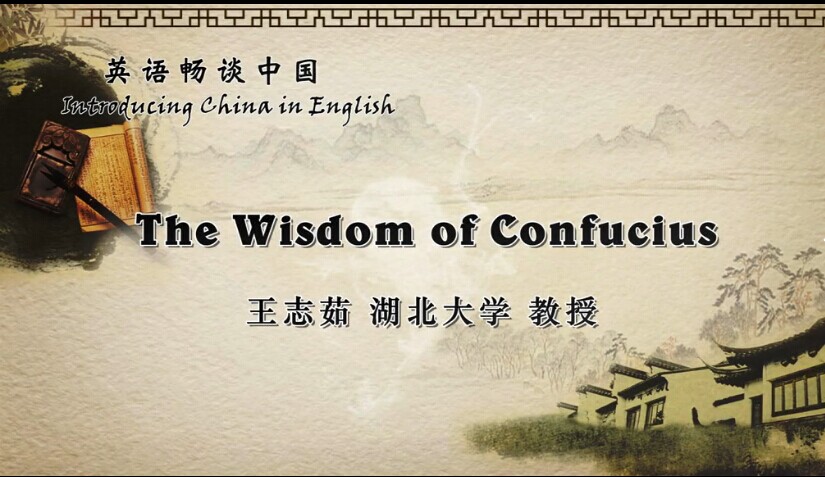 英语畅谈中国
Introducing China in English
The Wisdom of Confucius
王志茹 湖北大学 教授